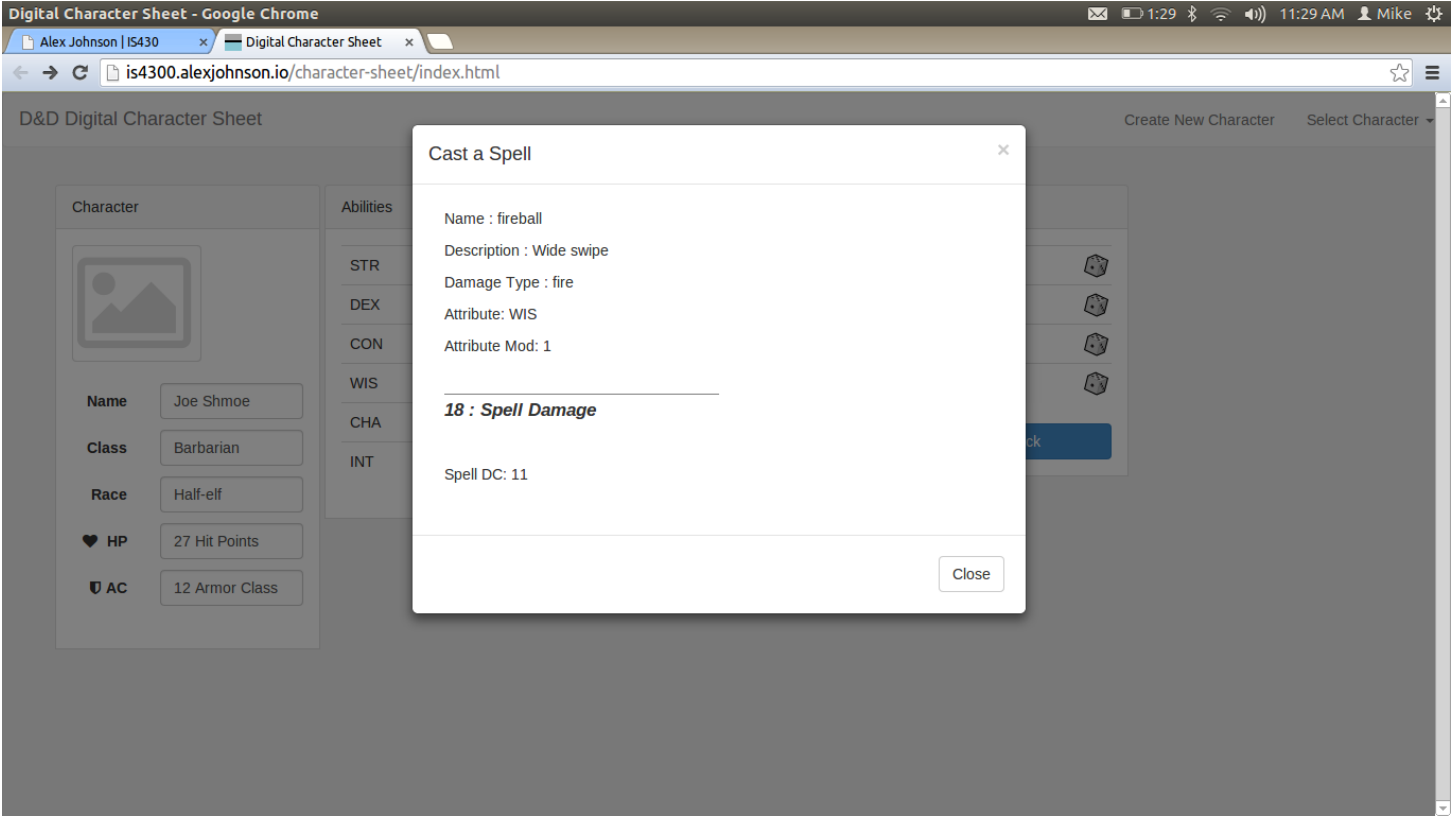 Digital Character Sheet - Google Chrome
1:29 11:29 AM Mike
Alex Johnson | IS430 × Digital Character Sheet ×
is4300.alexjohnson.io/character-sheet/index.html
D&D Digital Character Sheet
Create New Character Select Character
Cast a Spell ×
Name : fireball
Description : Wide swipe
Damage Type : fire
Attribute: WIS
Attribute Mod: 1
18 : Spell Damage
Spell DC: 11
Close
Character
Name Joe Shmoe
Class Barbarian
Race Half-elf
HP 27 Hit Points
AC 12 Armor Class
Abilities
STR
DEX
CON
WIS
CHA
INT
ck